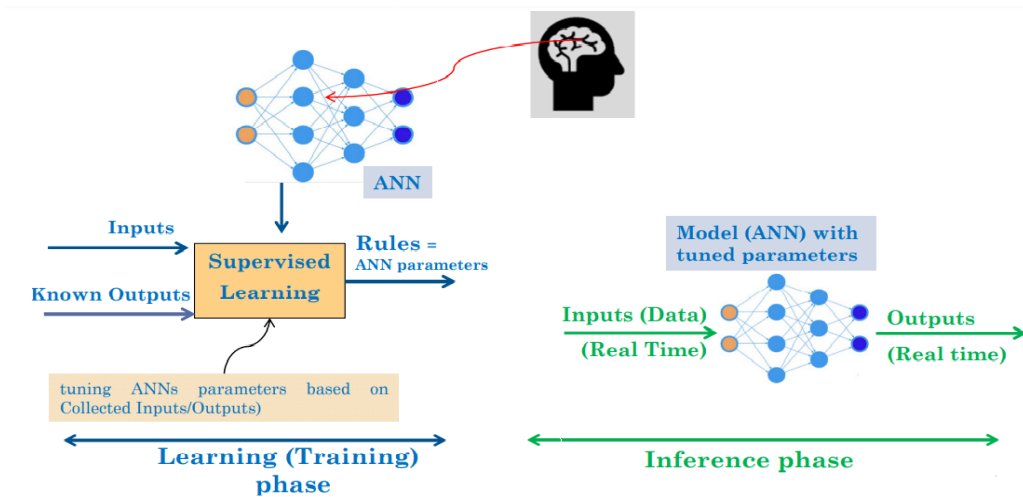 ANN
Inputs
Known Outputs
Supervised
Learning
Rules =
ANN parameters
tuning ANNs parameters based on
Collected Inputs/Outputs)
Learning (Training)
phase
Model (ANN) with
tuned parameters
Inputs (Data)
(Real Time)
Outputs
(Real time)
Inference phase